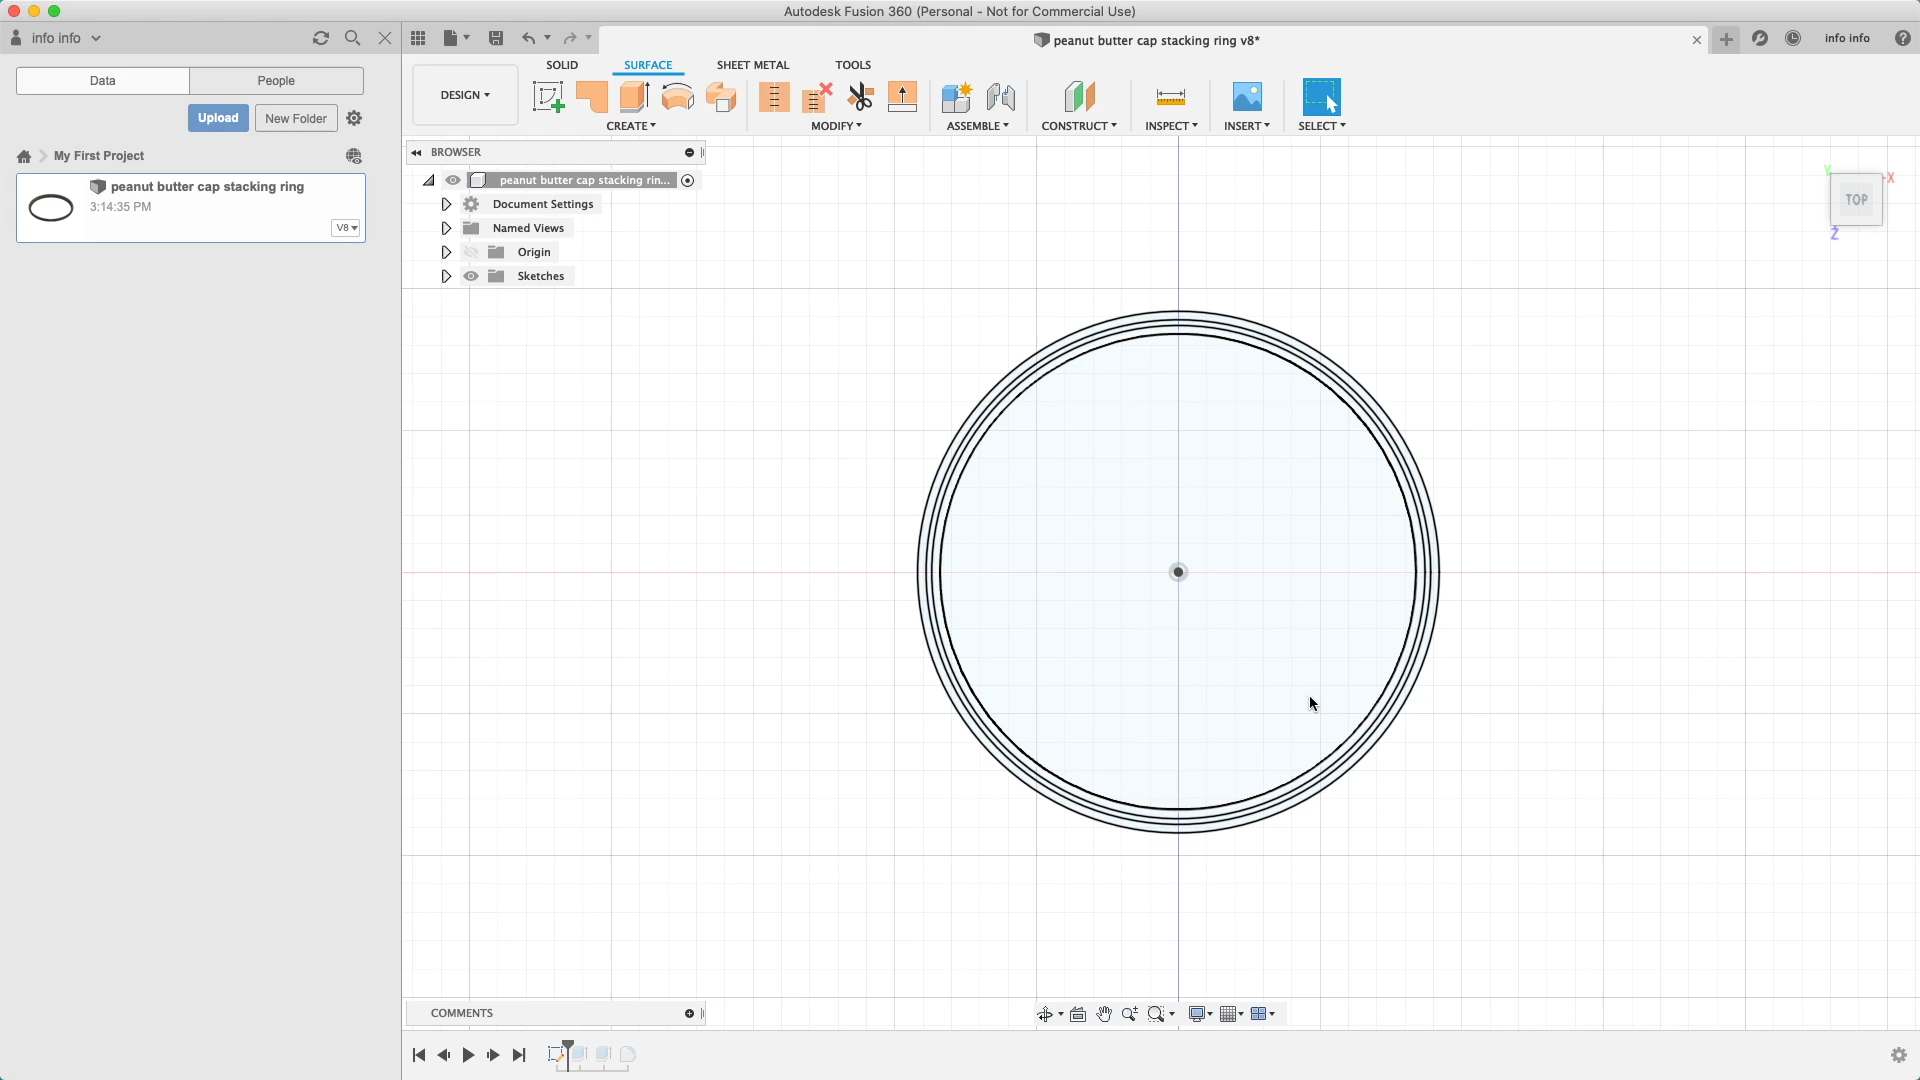 Autodesk Fusion 360 (Personal - Not for Commercial Use)
info info
peanut butter cap stacking ring v8*
info info
Data
People
DESIGN
SOLID
SURFACE
SHEET METAL
TOOLS
CREATE
MODIFY
ASSEMBLE
CONSTRUCT
INSPECT
INSERT
SELECT
Upload
New Folder
My First Project
peanut butter cap stacking ring
3:14:35 PM
V8
BROWSER
peanut butter cap stacking rin...
Document Settings
Named Views
Origin
Sketches
Y
X
TOP
Z
COMMENTS